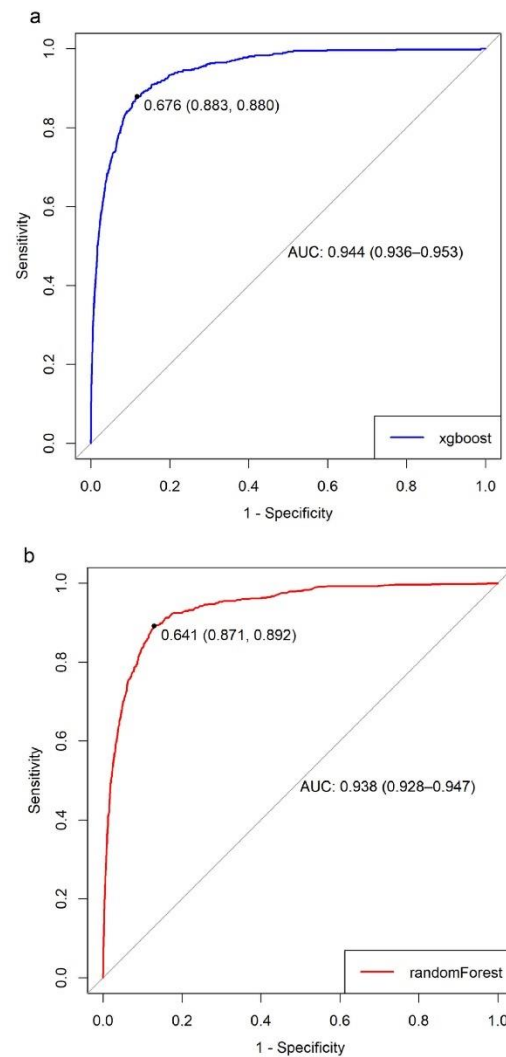 a
1.0
0.8
0.6
0.4
0.2
0.0
Sensitivity
0.676 (0.883, 0.880)
AUC: 0.944 (0.936–0.953)
xgboost
0.0 0.2 0.4 0.6 0.8 1.0
1 - Specificity
b
1.0
0.8
0.6
0.4
0.2
0.0
Sensitivity
0.641 (0.871, 0.892)
AUC: 0.938 (0.928–0.947)
randomForest
0.0 0.2 0.4 0.6 0.8 1.0
1 - Specificity